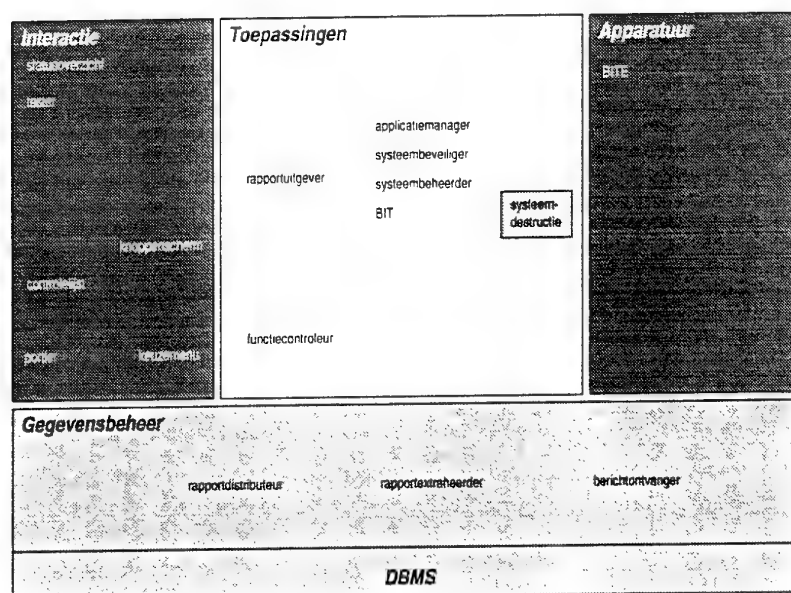 Interactie
statusoverzicht
tekst
knoppenscherm
controlelijst
portier
keuzemenu
Toepassingen
applicatiemanager
systeembeveiliger
rapportuitgever
systeembeheerder
BIT
systeem-
destructie
functiecontroleur
Apparatuur
BITE
Gegevensbeheer
rapportdistributeur
rapportextraheerder
berichtontvanger
DBMS